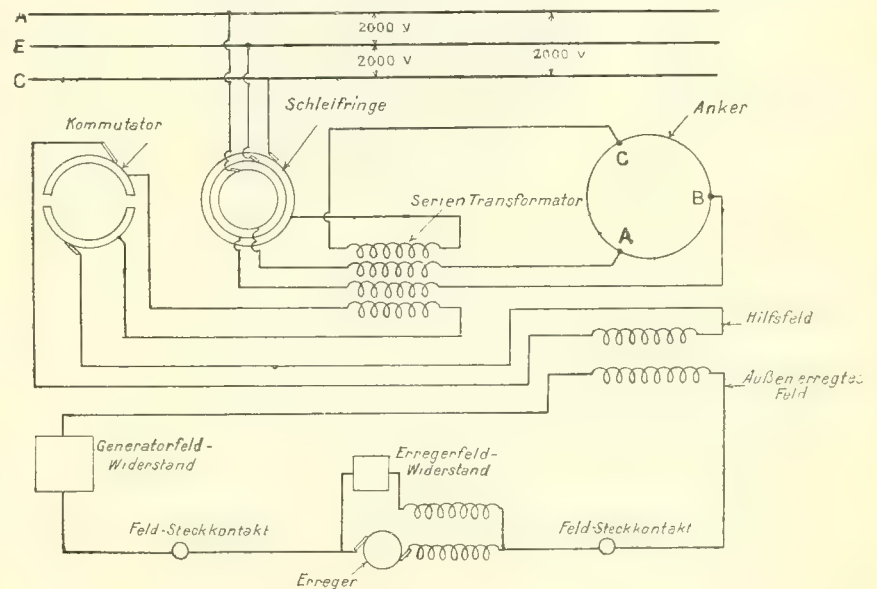 A
2000 V
E
2000 V
2000 V
C
Schleifringe
Kommutator
Anker
C
Serien Transformator
B
A
Hilfsfeld
Außen erregtes
Feld
Generatorfeld-
Widerstand
Erregerfeld-
Widerstand
Feld-Steckkontakt
Feld-Steckkontakt
Erreger